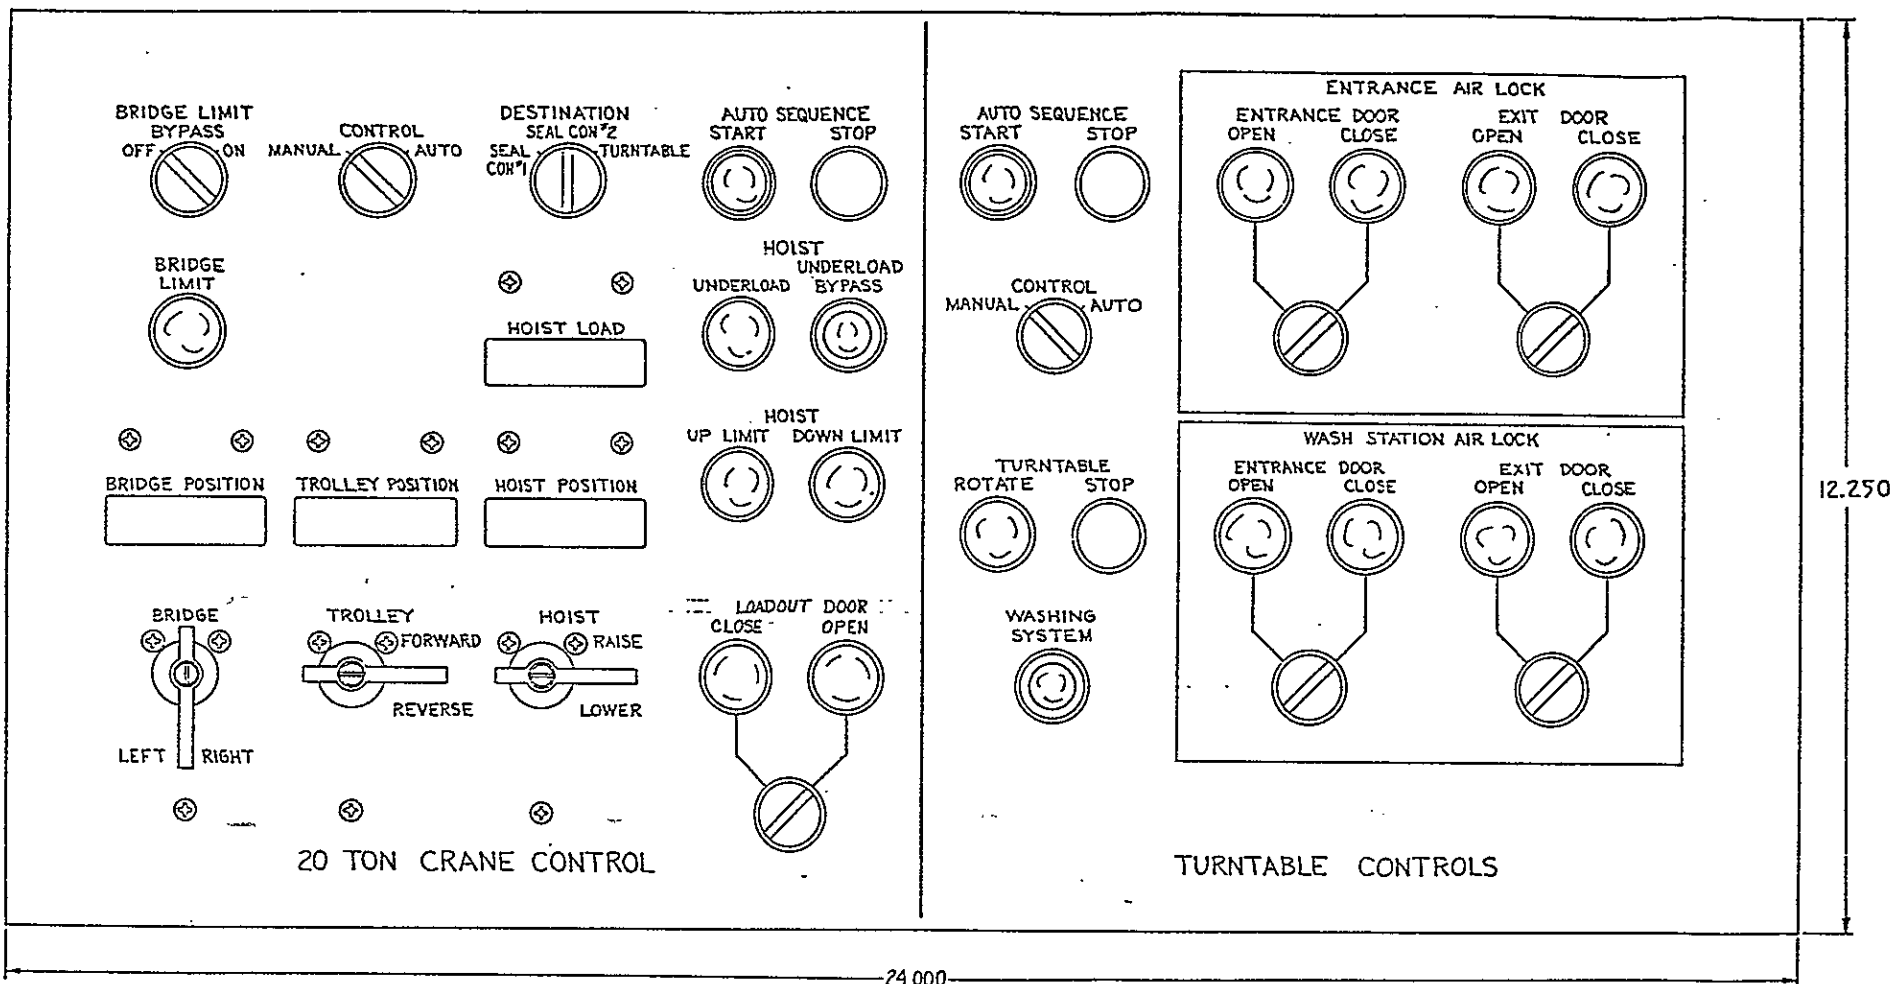 BRIDGE LIMIT
BYPASS
OFF ON
CONTROL
MANUAL AUTO
DESTINATION
SEAL CON #2
SEAL
CON #1
TURNTABLE
AUTO SEQUENCE
START STOP
BRIDGE
LIMIT
HOIST LOAD
HOIST
UNDERLOAD
UNDERLOAD
BYPASS
HOIST
UP LIMIT DOWN LIMIT
BRIDGE POSITION
TROLLEY POSITION
HOIST POSITION
BRIDGE
LEFT RIGHT
TROLLEY
FORWARD
REVERSE
HOIST
RAISE
LOWER
LOADOUT DOOR
CLOSE OPEN
20 TON CRANE CONTROL
AUTO SEQUENCE
START STOP
CONTROL
MANUAL AUTO
TURNTABLE
ROTATE STOP
WASHING
SYSTEM
ENTRANCE AIR LOCK
ENTRANCE DOOR
OPEN CLOSE
EXIT DOOR
OPEN CLOSE
WASH STATION AIR LOCK
ENTRANCE DOOR
OPEN CLOSE
EXIT DOOR
OPEN CLOSE
TURNTABLE CONTROLS
12.250
24.000